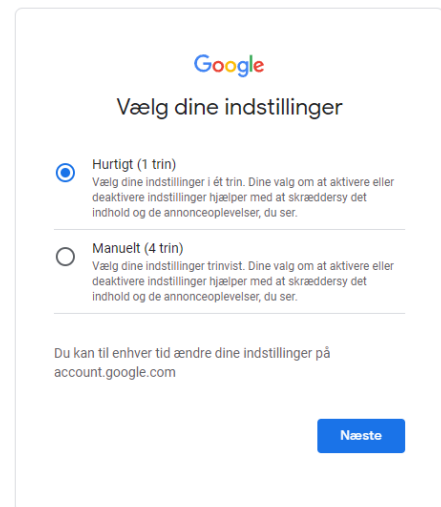 Google
Vælg dine indstillinger
Hurtigt (1 trin)
Vælg dine indstillinger i ét trin. Dine valg om at aktivere eller
deaktivere indstillinger hjælper med at skræddersy det
indhold og de annonceoplevelser, du ser.
Manuelt (4 trin)
Vælg dine indstillinger trinvist. Dine valg om at aktivere eller
deaktivere indstillinger hjælper med at skræddersy det
indhold og de annonceoplevelser, du ser.
Du kan til enhver tid ændre dine indstillinger på
account.google.com
Næste